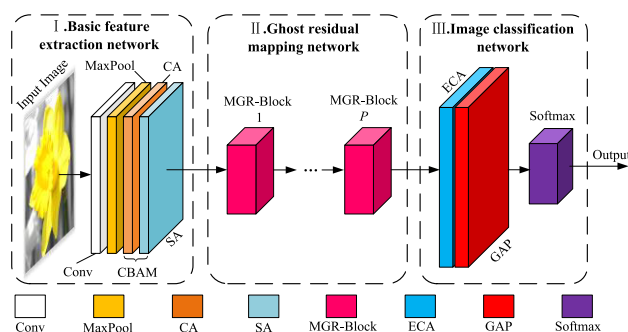 Ⅰ.Basic feature
extraction network
Ⅱ.Ghost residual
mapping network
Ⅲ.Image classification
network
Input Image
MaxPool
CA
SA
Conv
CBAM
MGR-Block
1
...
MGR-Block
P
ECA
GAP
Softmax
Output
Conv
MaxPool
CA
SA
MGR-Block
ECA
GAP
Softmax